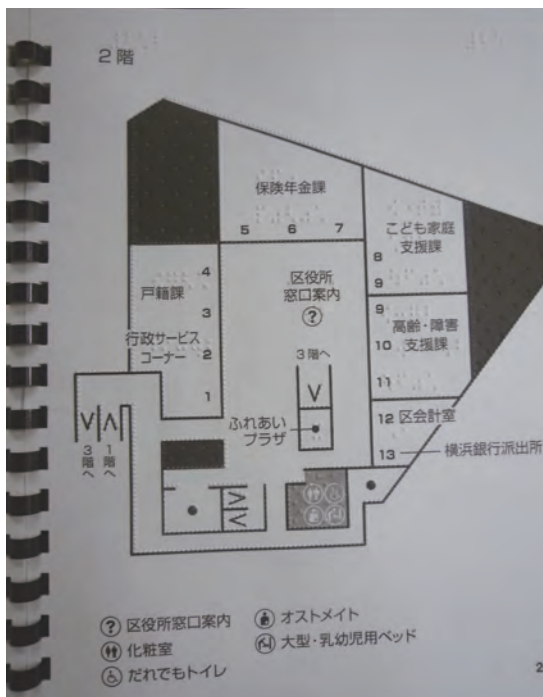 2階
保険年金課
5 6 7
こども家庭
支援課
8
9
4
戸籍課
3
行政サービス
コーナー
2
1
区役所
窓口案内
?
9
高齢・障害
支援課
10
11
3階へ
ふれあい
プラザ
12 区会計室
13
横浜銀行派出所
3階へ
1階へ
? 区役所窓口案内
化粧室
だれでもトイレ
オストメイト
大型・乳幼児用ベッド
2